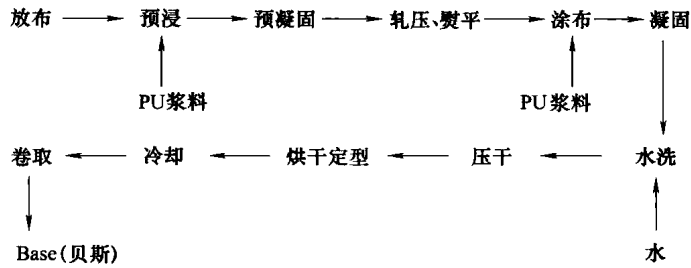 放布 预浸 预凝固 轧压、熨平 涂布 凝固
PU浆料 PU浆料
卷取 冷却 烘干定型 压干 水洗
Base(贝斯) 水